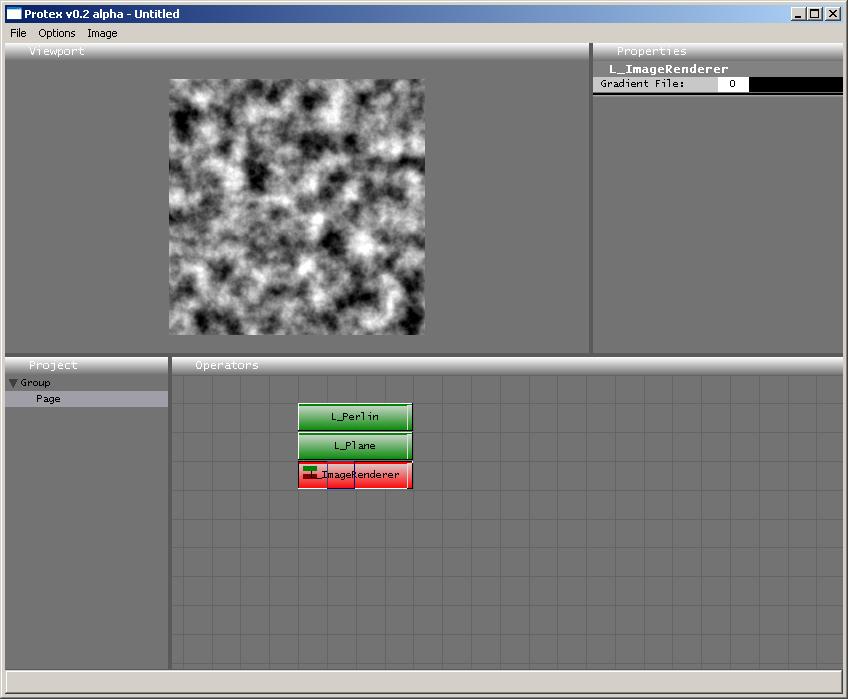 Protex v0.2 alpha - Untitled
File Options Image
Viewport
Properties
L_ImageRenderer
Gradient File: 0
Project
Group
Page
Operators
L_Perlin
L_Plane
ImageRenderer